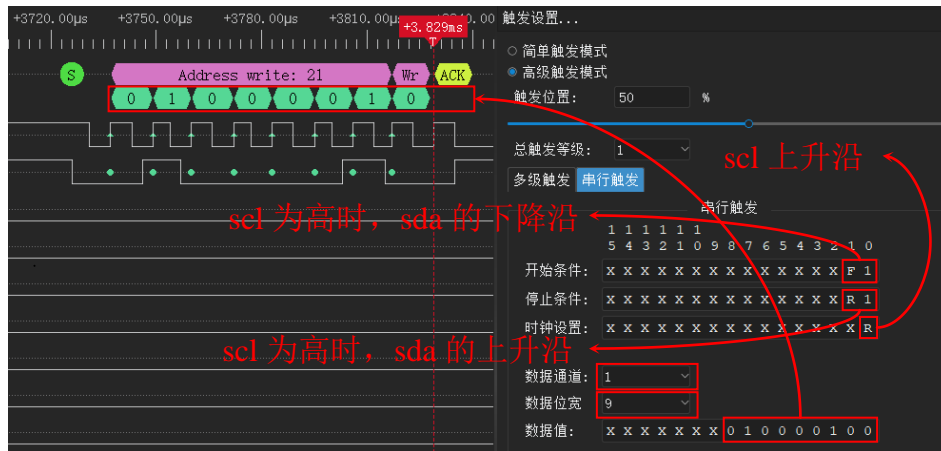 +3720.00μs +3750.00μs +3780.00μs +3810.00μs
+3.829ms
T
S Address write: 21 Wr ACK
0 1 0 0 0 0 1 0
触发设置...
简单触发模式
高级触发模式
触发位置: 50 %
总触发等级: 1
scl 上升沿
多级触发 串行触发
串行触发
scl 为高时，sda 的下降沿
1 1 1 1 1 1
5 4 3 2 1 0 9 8 7 6 5 4 3 2 1 0
开始条件: X X X X X X X X X X X X X X F 1
停止条件: X X X X X X X X X X X X X X R 1
时钟设置: X X X X X X X X X X X X X X X R
scl 为高时，sda 的上升沿
数据通道: 1
数据位宽 9
数据值: X X X X X X X 0 1 0 0 0 0 1 0 0